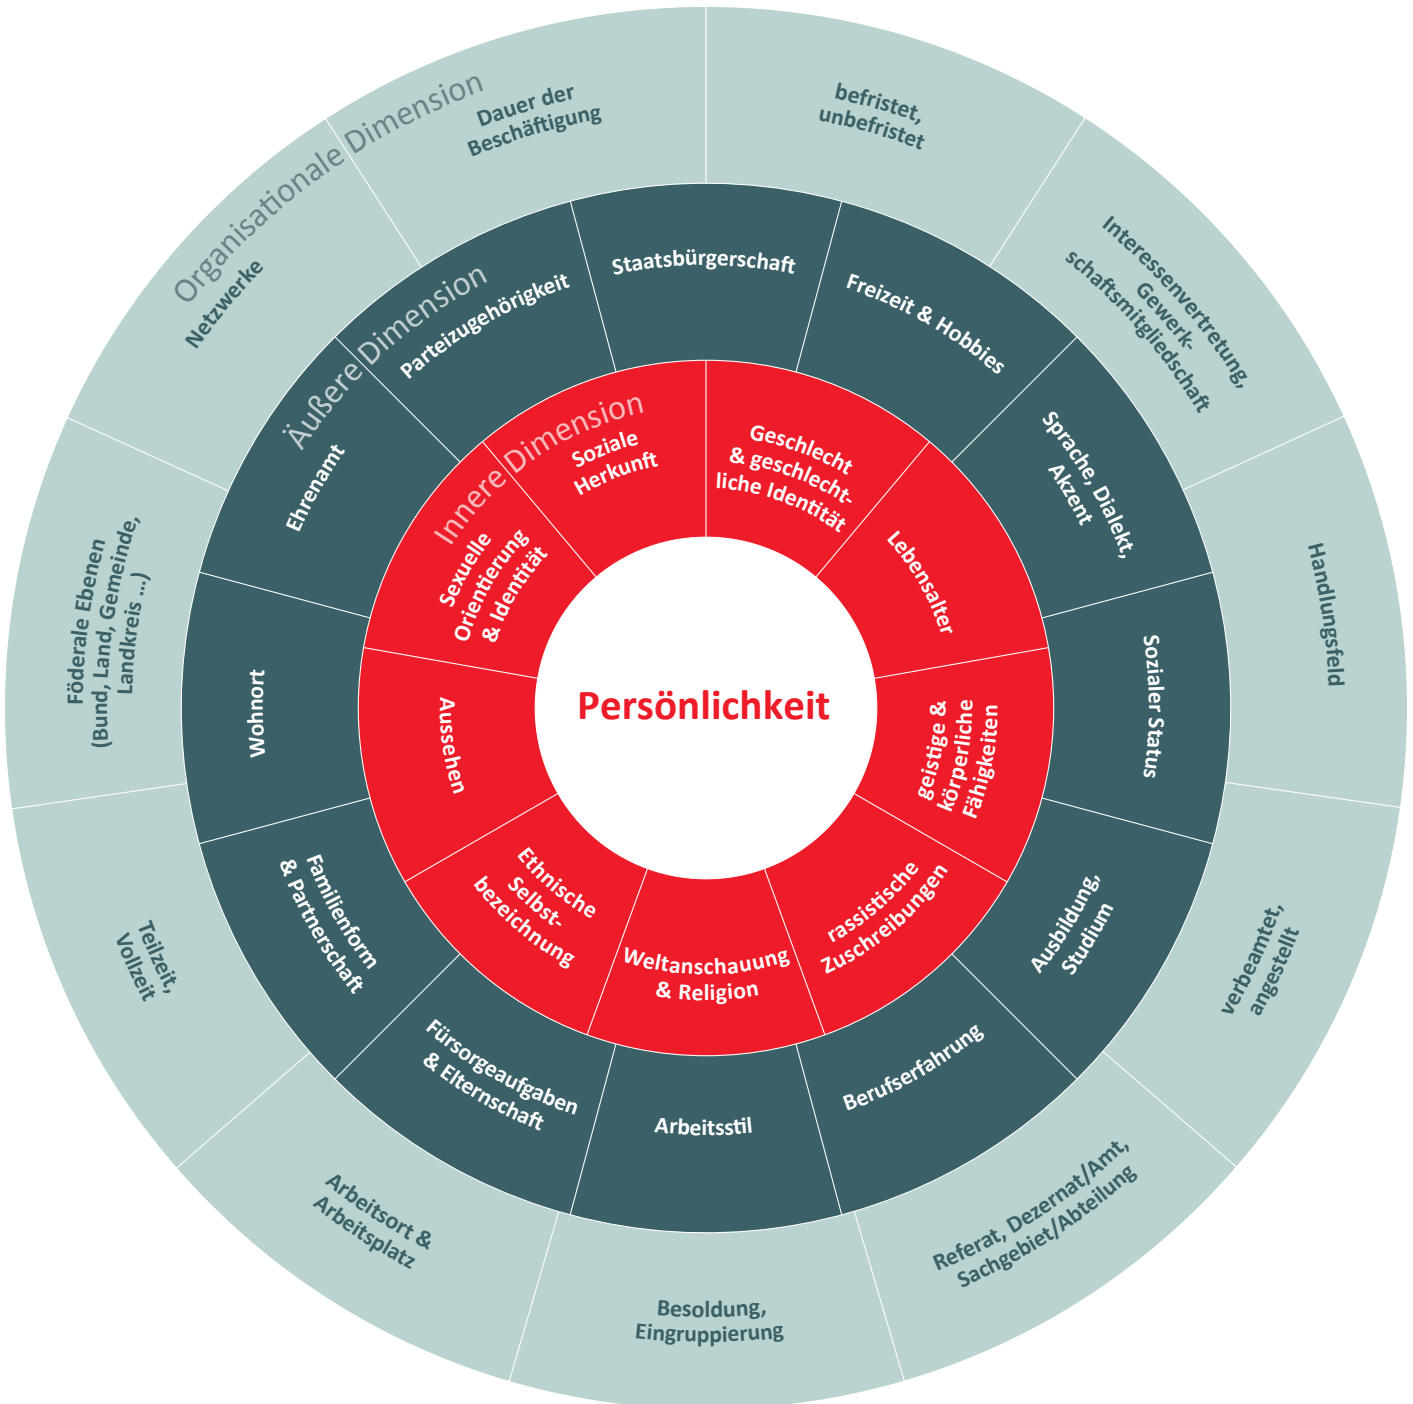 Organisationale Dimension
Dauer der
Beschäftigung
befristet,
unbefristet
Interessenvertretung,
Gewerk-
schaftsmitgliedschaft
Handlungsfeld
verbeamtet,
angestellt
Referat, Dezernat/Amt,
Sachgebiet/Abteilung
Besoldung,
Eingruppierung
Arbeitsort &
Arbeitsplatz
Teilzeit,
Vollzeit
Föderale Ebenen
(Bund, Land, Gemeinde,
Landkreis ...)
Netzwerke
Äußere Dimension
Parteizugehörigkeit
Staatsbürgerschaft
Freizeit & Hobbies
Sprache, Dialekt,
Akzent
Sozialer Status
Ausbildung,
Studium
Berufserfahrung
Arbeitsstil
Fürsorgeaufgaben
& Elternschaft
Familienform
& Partnerschaft
Wohnort
Ehrenamt
Innere Dimension
Soziale
Herkunft
Geschlecht
& geschlecht-
liche Identität
Lebensalter
geistige &
körperliche
Fähigkeiten
rassistische
Zuschreibungen
Weltanschauung
& Religion
Ethnische
Selbst-
bezeichnung
Aussehen
Sexuelle
Orientierung
& Identität
Persönlichkeit